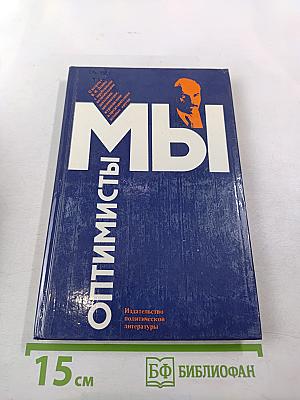 МЫ
ОПТИМИСТЫ
Издательство
политической
литературы
15 см
БФ БИБЛИОФАН